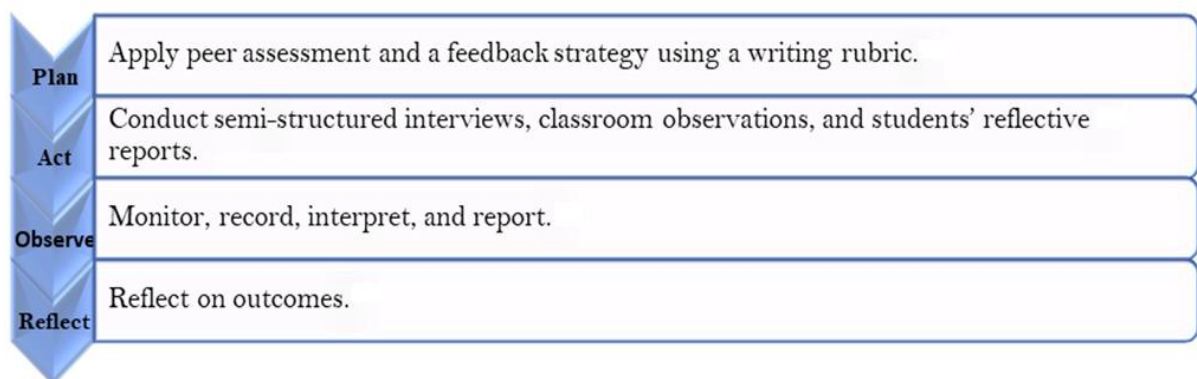 Plan
Apply peer assessment and a feedback strategy using a writing rubric.
Act
Conduct semi-structured interviews, classroom observations, and students’ reflective
reports.
Observe
Monitor, record, interpret, and report.
Reflect
Reflect on outcomes.